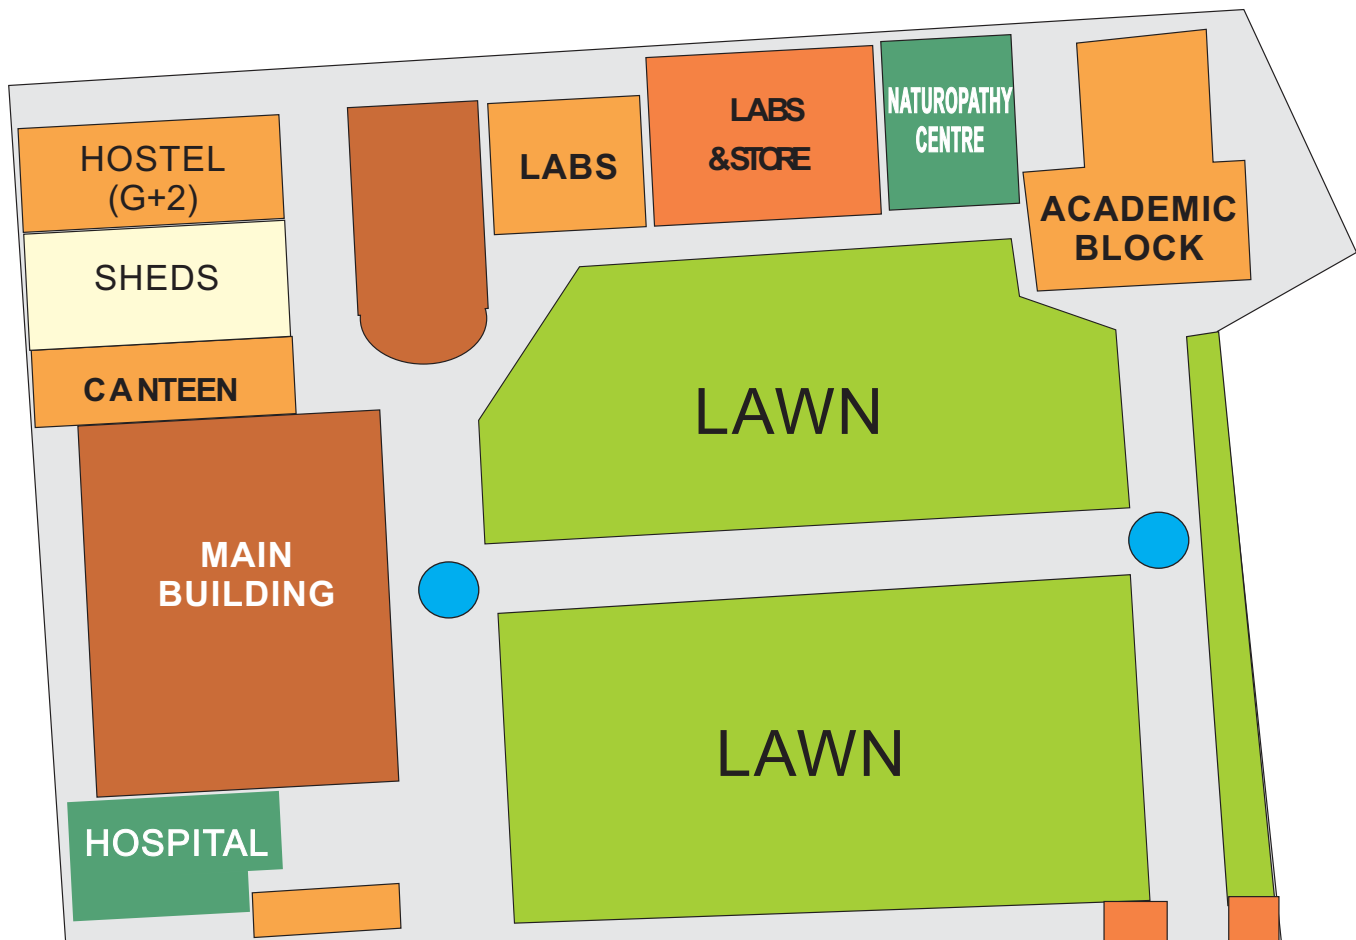 HOSTEL
(G+2)
SHEDS
CANTEEN
LABS
LABS
&STORE
NATUROPATHY
CENTRE
ACADEMIC
BLOCK
LAWN
MAIN
BUILDING
LAWN
HOSPITAL